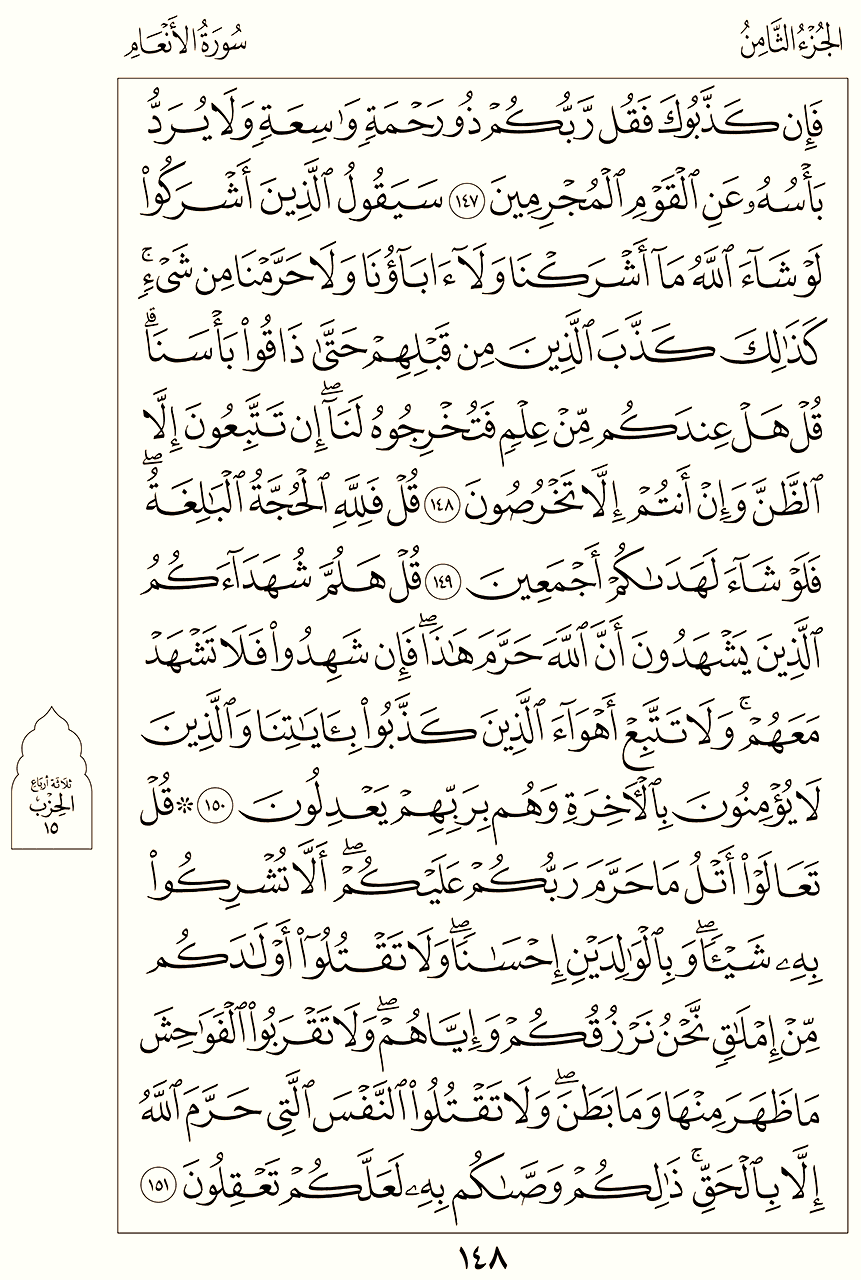 الجُزْءُ الثَّامِنُ
سُورَةُ الأَنْعَامِ
فَإِن كَذَّبُوكَ فَقُل رَّبُّكُمْ ذُو رَحْمَةٍ وَٰسِعَةٍ وَلَا يُرَدُّ
بَأْسُهُۥ عَنِ ٱلْقَوْمِ ٱلْمُجْرِمِينَ ١٤٧ سَيَقُولُ ٱلَّذِينَ أَشْرَكُوا۟
لَوْ شَآءَ ٱللَّهُ مَآ أَشْرَكْنَا وَلَآ ءَابَآؤُنَا وَلَا حَرَّمْنَا مِن شَىْءٍ ۚ
كَذَٰلِكَ كَذَّبَ ٱلَّذِينَ مِن قَبْلِهِمْ حَتَّىٰ ذَاقُوا۟ بَأْسَنَا ۗ
قُلْ هَلْ عِندَكُم مِّنْ عِلْمٍ فَتُخْرِجُوهُ لَنَآ ۖ إِن تَتَّبِعُونَ إِلَّا
ٱلظَّنَّ وَإِنْ أَنتُمْ إِلَّا تَخْرُصُونَ ١٤٨ قُلْ فَلِلَّهِ ٱلْحُجَّةُ ٱلْبَٰلِغَةُ ۖ
فَلَوْ شَآءَ لَهَدَىٰكُمْ أَجْمَعِينَ ١٤٩ قُلْ هَلُمَّ شُهَدَآءَكُمُ
ٱلَّذِينَ يَشْهَدُونَ أَنَّ ٱللَّهَ حَرَّمَ هَٰذَا ۖ فَإِن شَهِدُوا۟ فَلَا تَشْهَدْ
مَعَهُمْ ۚ وَلَا تَتَّبِعْ أَهْوَآءَ ٱلَّذِينَ كَذَّبُوا۟ بِـَٔايَٰتِنَا وَٱلَّذِينَ
لَا يُؤْمِنُونَ بِٱلْـَٔاخِرَةِ وَهُم بِرَبِّهِمْ يَعْدِلُونَ ١٥٠ ۞ قُلْ
تَعَالَوْا۟ أَتْلُ مَا حَرَّمَ رَبُّكُمْ عَلَيْكُمْ ۖ أَلَّا تُشْرِكُوا۟
بِهِۦ شَيْـًٔا ۖ وَبِٱلْوَٰلِدَيْنِ إِحْسَٰنًا ۖ وَلَا تَقْتُلُوٓا۟ أَوْلَٰدَكُم
مِّنْ إِمْلَٰقٍ نَّحْنُ نَرْزُقُكُمْ وَإِيَّاهُمْ ۖ وَلَا تَقْرَبُوا۟ ٱلْفَوَٰحِشَ
مَا ظَهَرَ مِنْهَا وَمَا بَطَنَ ۖ وَلَا تَقْتُلُوا۟ ٱلنَّفْسَ ٱلَّتِى حَرَّمَ ٱللَّهُ
إِلَّا بِٱلْحَقِّ ۚ ذَٰلِكُمْ وَصَّىٰكُم بِهِۦ لَعَلَّكُمْ تَعْقِلُونَ ١٥١
ثلاثة أرباع
الحِزْب
١٥
١٤٨